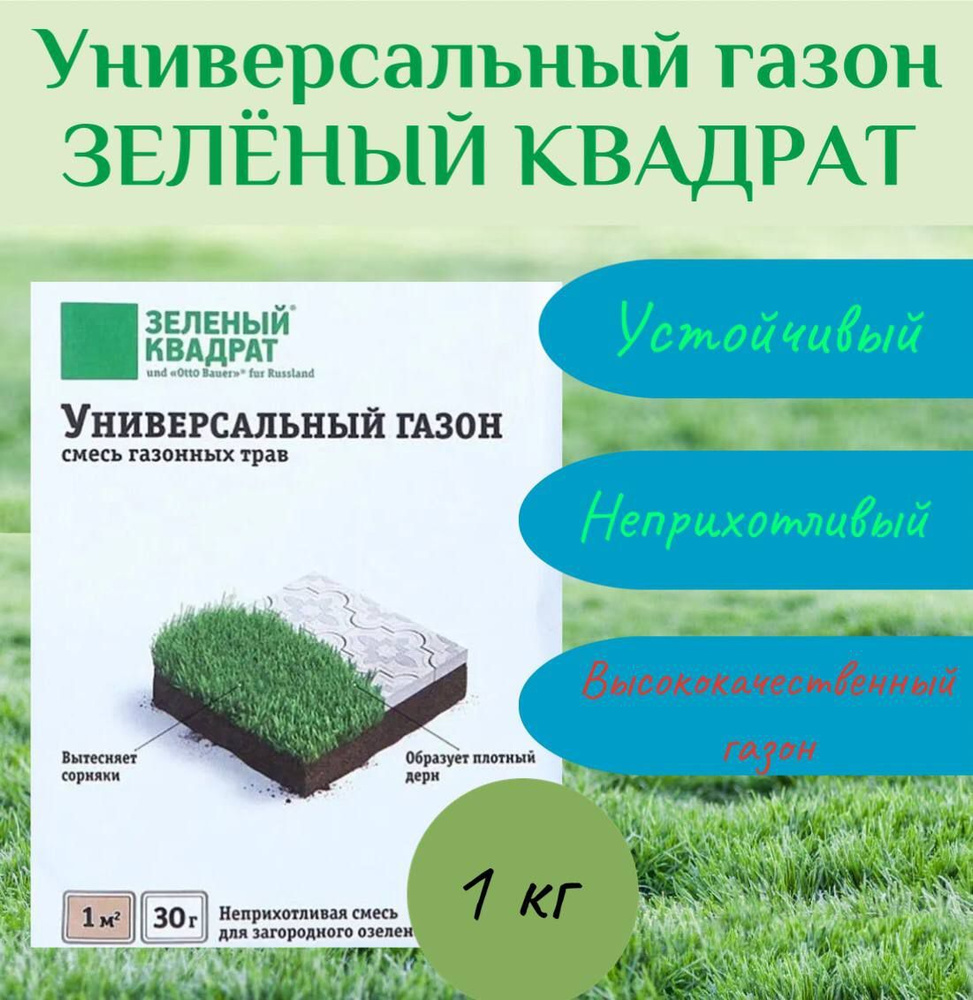 Универсальный газон
ЗЕЛЁНЫЙ КВАДРАТ
ЗЕЛЕНЫЙ®
КВАДРАТ
und «Otto Bauer»® fur Russland
Универсальный газон
смесь газонных трав
Вытесняет
сорняки
Образует плотный
дерн
1 м²
30 г
Неприхотливая смесь
для загородного озелен
Устойчивый
Неприхотливый
Высококачественный
газон
1 кг